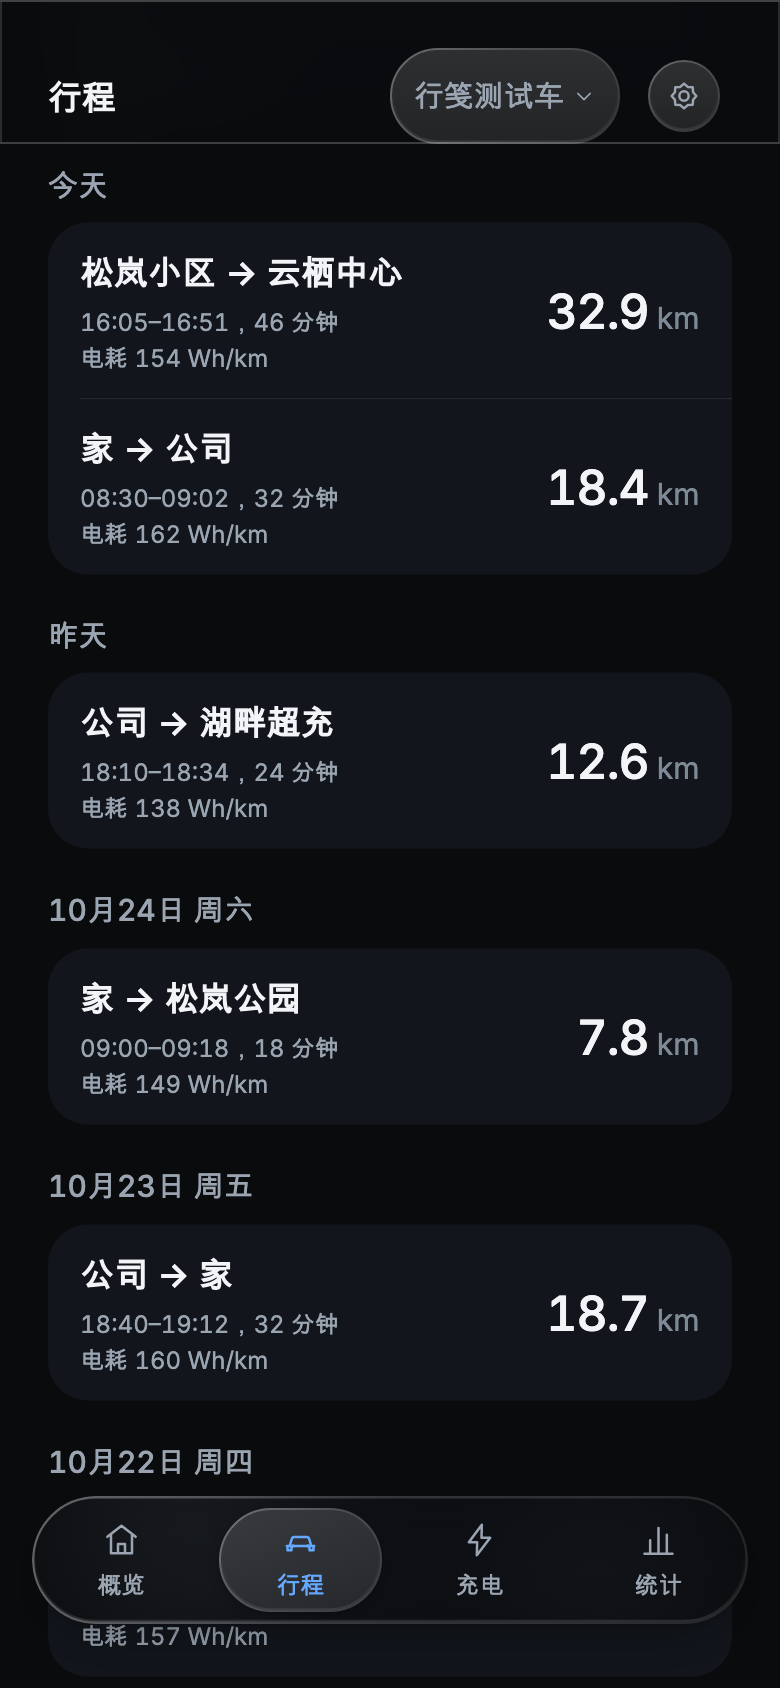 行程
行笺测试车
今天
松岚小区 → 云栖中心
16:05–16:51，46 分钟
电耗 154 Wh/km
32.9 km
家 → 公司
08:30–09:02，32 分钟
电耗 162 Wh/km
18.4 km
昨天
公司 → 湖畔超充
18:10–18:34，24 分钟
电耗 138 Wh/km
12.6 km
10月24日 周六
家 → 松岚公园
09:00–09:18，18 分钟
电耗 149 Wh/km
7.8 km
10月23日 周五
公司 → 家
18:40–19:12，32 分钟
电耗 160 Wh/km
18.7 km
10月22日 周四
概览
行程
充电
统计
电耗 157 Wh/km